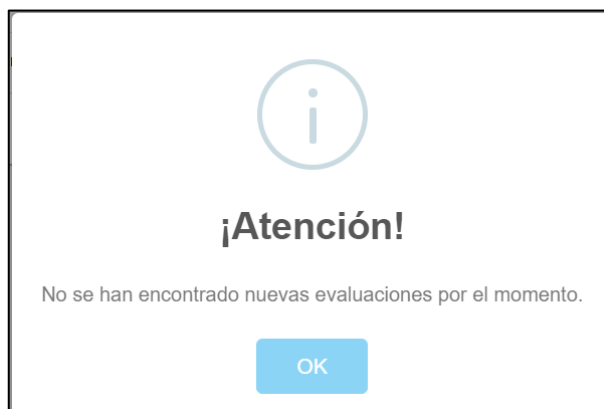 ¡Atención!
No se han encontrado nuevas evaluaciones por el momento.
OK